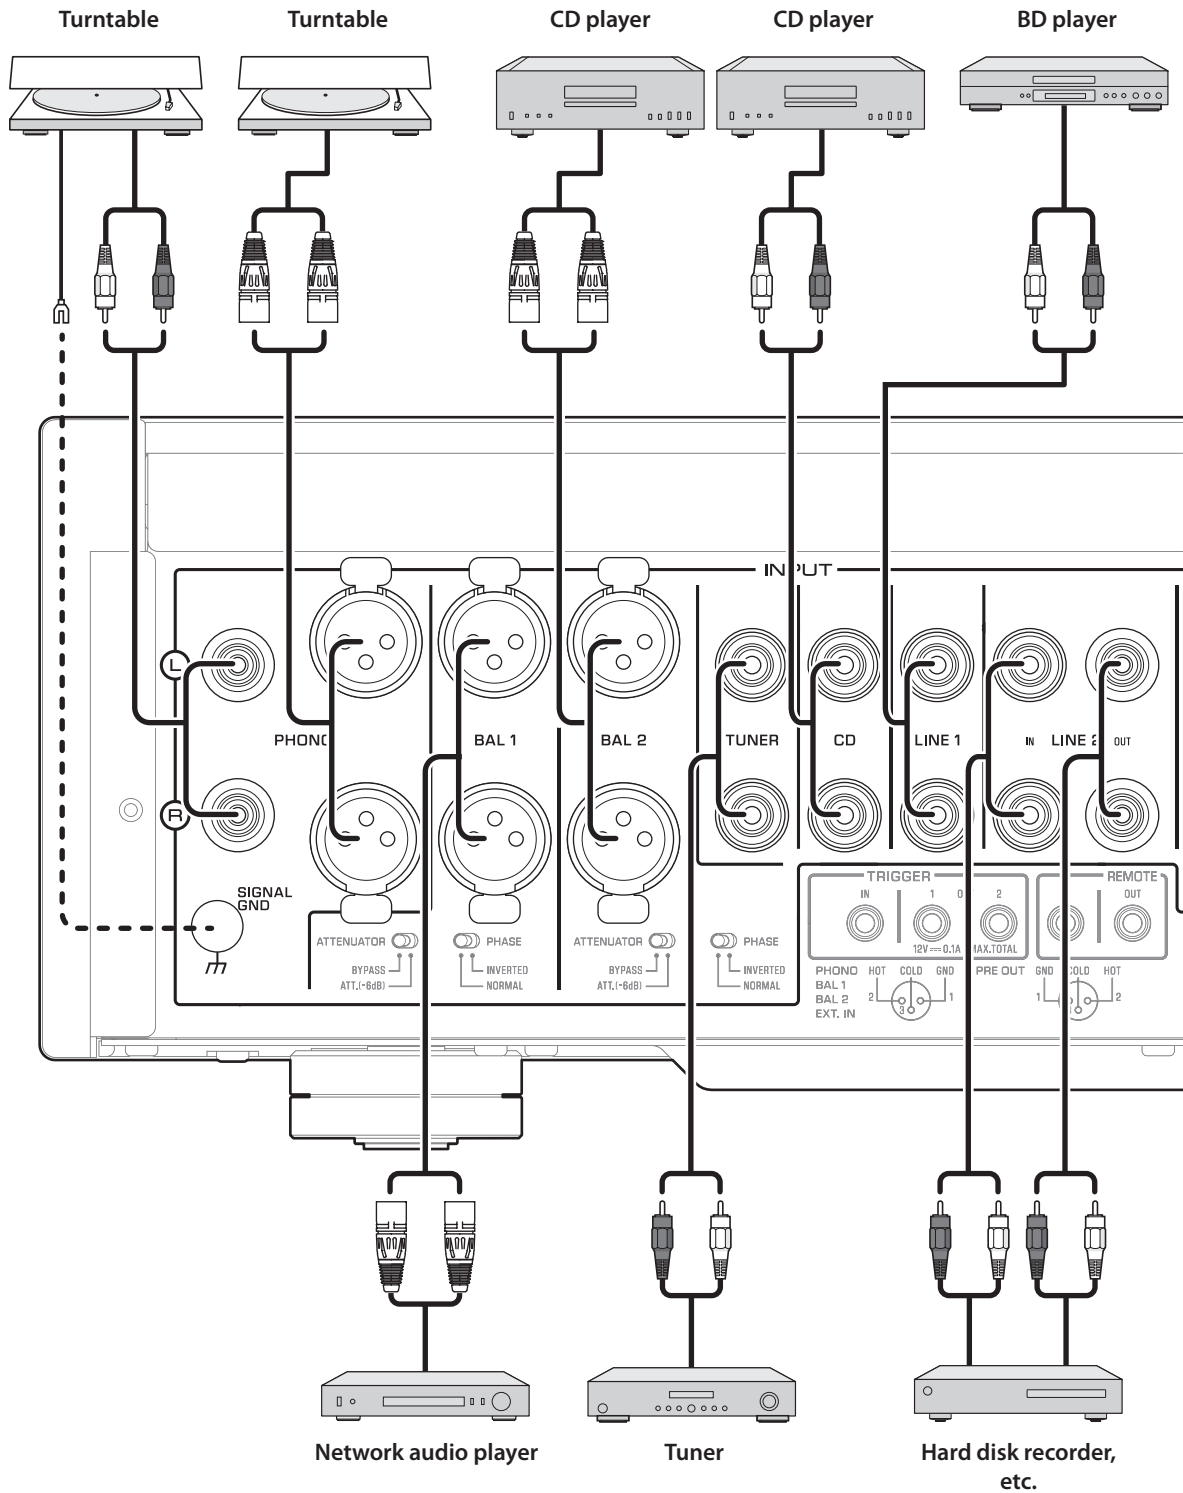 Turntable
Turntable
CD player
CD player
BD player
INPUT
L
PHONO
BAL 1
BAL 2
TUNER
CD
LINE 1
IN
LINE 2
OUT
R
SIGNAL
GND
ATTENUATOR
BYPASS
ATT.(-6dB)
PHASE
INVERTED
NORMAL
ATTENUATOR
BYPASS
ATT.(-6dB)
PHASE
INVERTED
NORMAL
TRIGGER
IN
1
2
12V
0.1A MAX.TOTAL
REMOTE
OUT
PHONO
BAL 1
BAL 2
EXT. IN
HOT
COLD
GND
2
3
1
PRE OUT
GND
COLD
HOT
1
2
Network audio player
Tuner
Hard disk recorder,
etc.